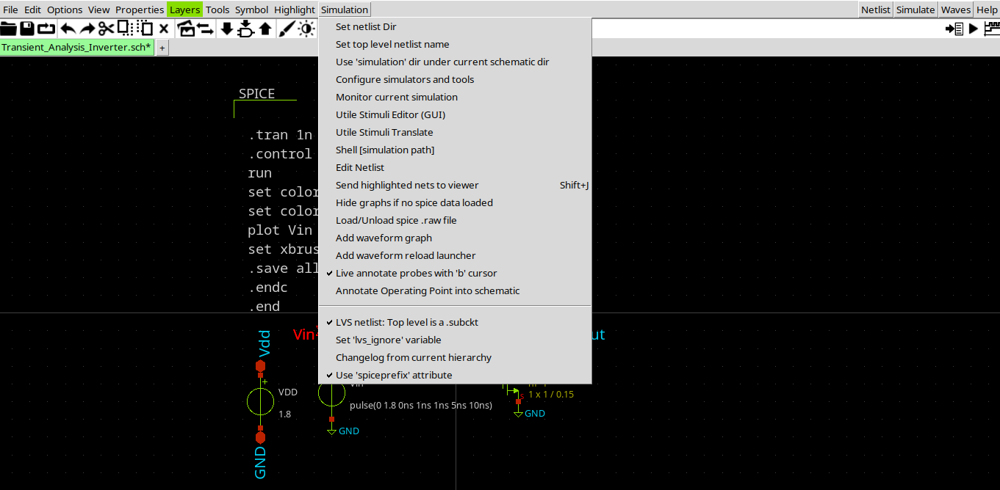 File Edit Options View Properties Layers Tools Symbol Highlight Simulation Netlist Simulate Waves Help
Transient_Analysis_Inverter.sch* +
Set netlist Dir
Set top level netlist name
Use 'simulation' dir under current schematic dir
Configure simulators and tools
Monitor current simulation
Utile Stimuli Editor (GUI)
Utile Stimuli Translate
Shell [simulation path]
Edit Netlist
Send highlighted nets to viewer Shift+J
Hide graphs if no spice data loaded
Load/Unload spice .raw file
Add waveform graph
Add waveform reload launcher
Live annotate probes with 'b' cursor
Annotate Operating Point into schematic
LVS netlist: Top level is a .subckt
Set 'lvs_ignore' variable
Changelog from current hierarchy
Use 'spiceprefix' attribute
SPICE
.tran 1n
.control
run
set color
set color
plot Vin
set xbrus
.save all
.endc
.end
Vdd
Vin
ut
VDD
1.8
GND
pulse(0 1.8 0ns 1ns 1ns 5ns 10ns)
GND
s
1 x 1 / 0.15
GND